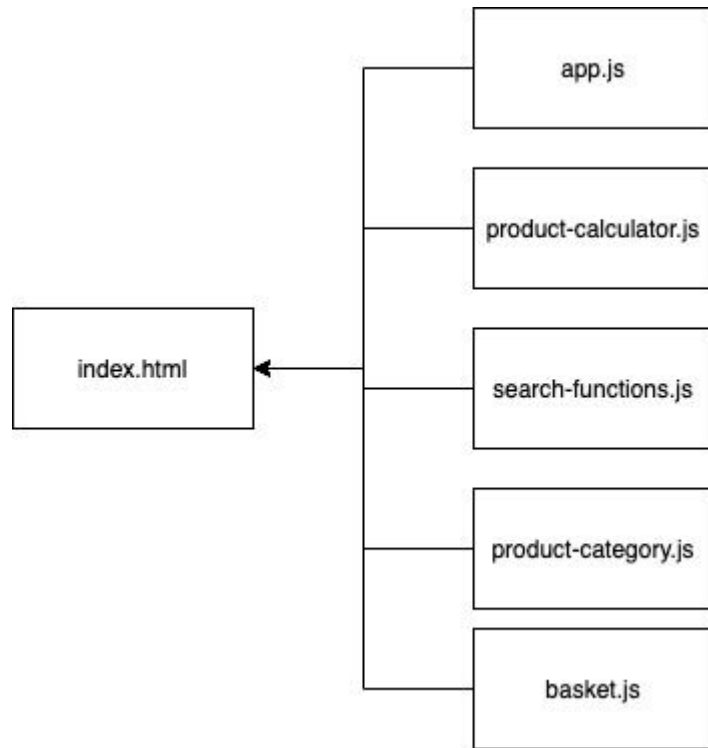 app.js
product-calculator.js
index.html
search-functions.js
product-category.js
basket.js